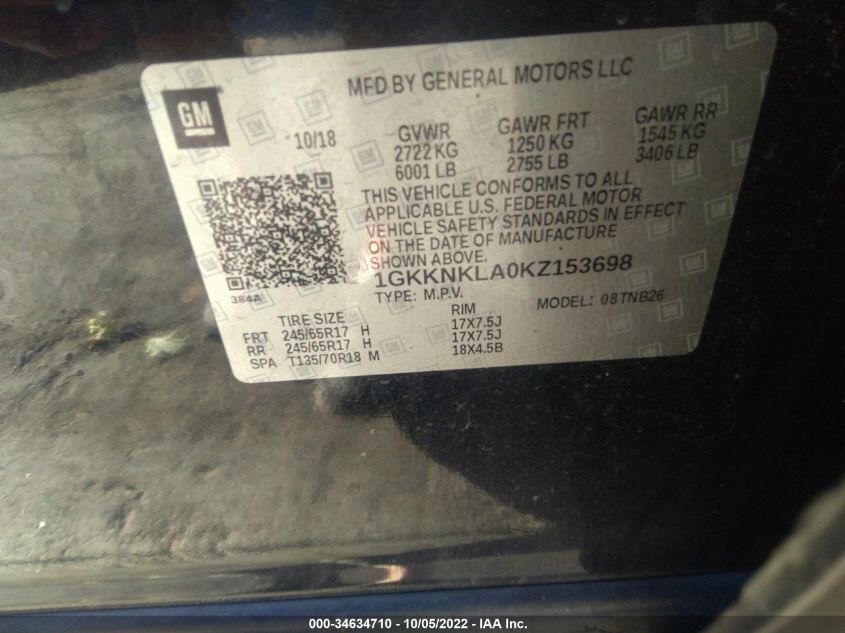 MFD BY GENERAL MOTORS LLC
GM
10/18
GVWR GAWR FRT GAWR RR
2722 KG 1250 KG 1545 KG
6001 LB 2755 LB 3406 LB
THIS VEHICLE CONFORMS TO ALL
APPLICABLE U.S. FEDERAL MOTOR
VEHICLE SAFETY STANDARDS IN EFFECT
ON THE DATE OF MANUFACTURE
SHOWN ABOVE.
1GKKNKLA0KZ153698
384A
TYPE: M.P.V. MODEL: 08TNB26
TIRE SIZE RIM
FRT 245/65R17 H 17X7.5J
RR 245/65R17 H 17X7.5J
SPA T135/70R18 M 18X4.5B
000-34634710 - 10/05/2022 - IAA Inc.